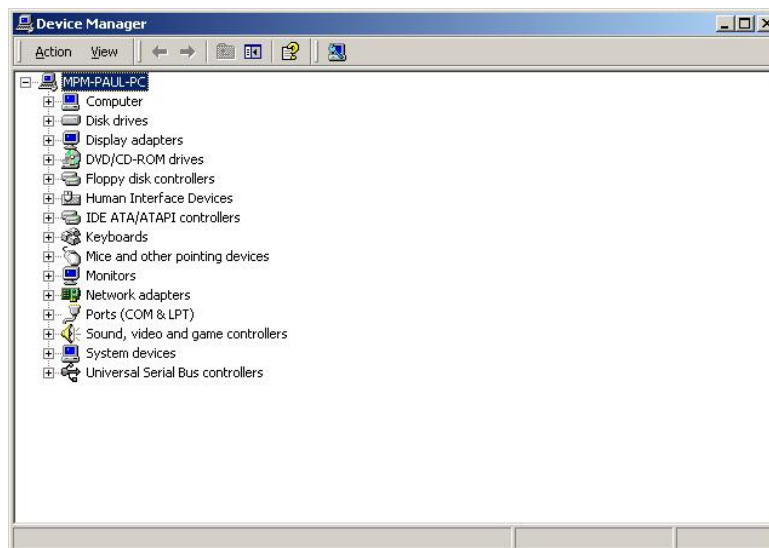 Device Manager
Action View
MPM-PAUL-PC
Computer
Disk drives
Display adapters
DVD/CD-ROM drives
Floppy disk controllers
Human Interface Devices
IDE ATA/ATAPI controllers
Keyboards
Mice and other pointing devices
Monitors
Network adapters
Ports (COM & LPT)
Sound, video and game controllers
System devices
Universal Serial Bus controllers